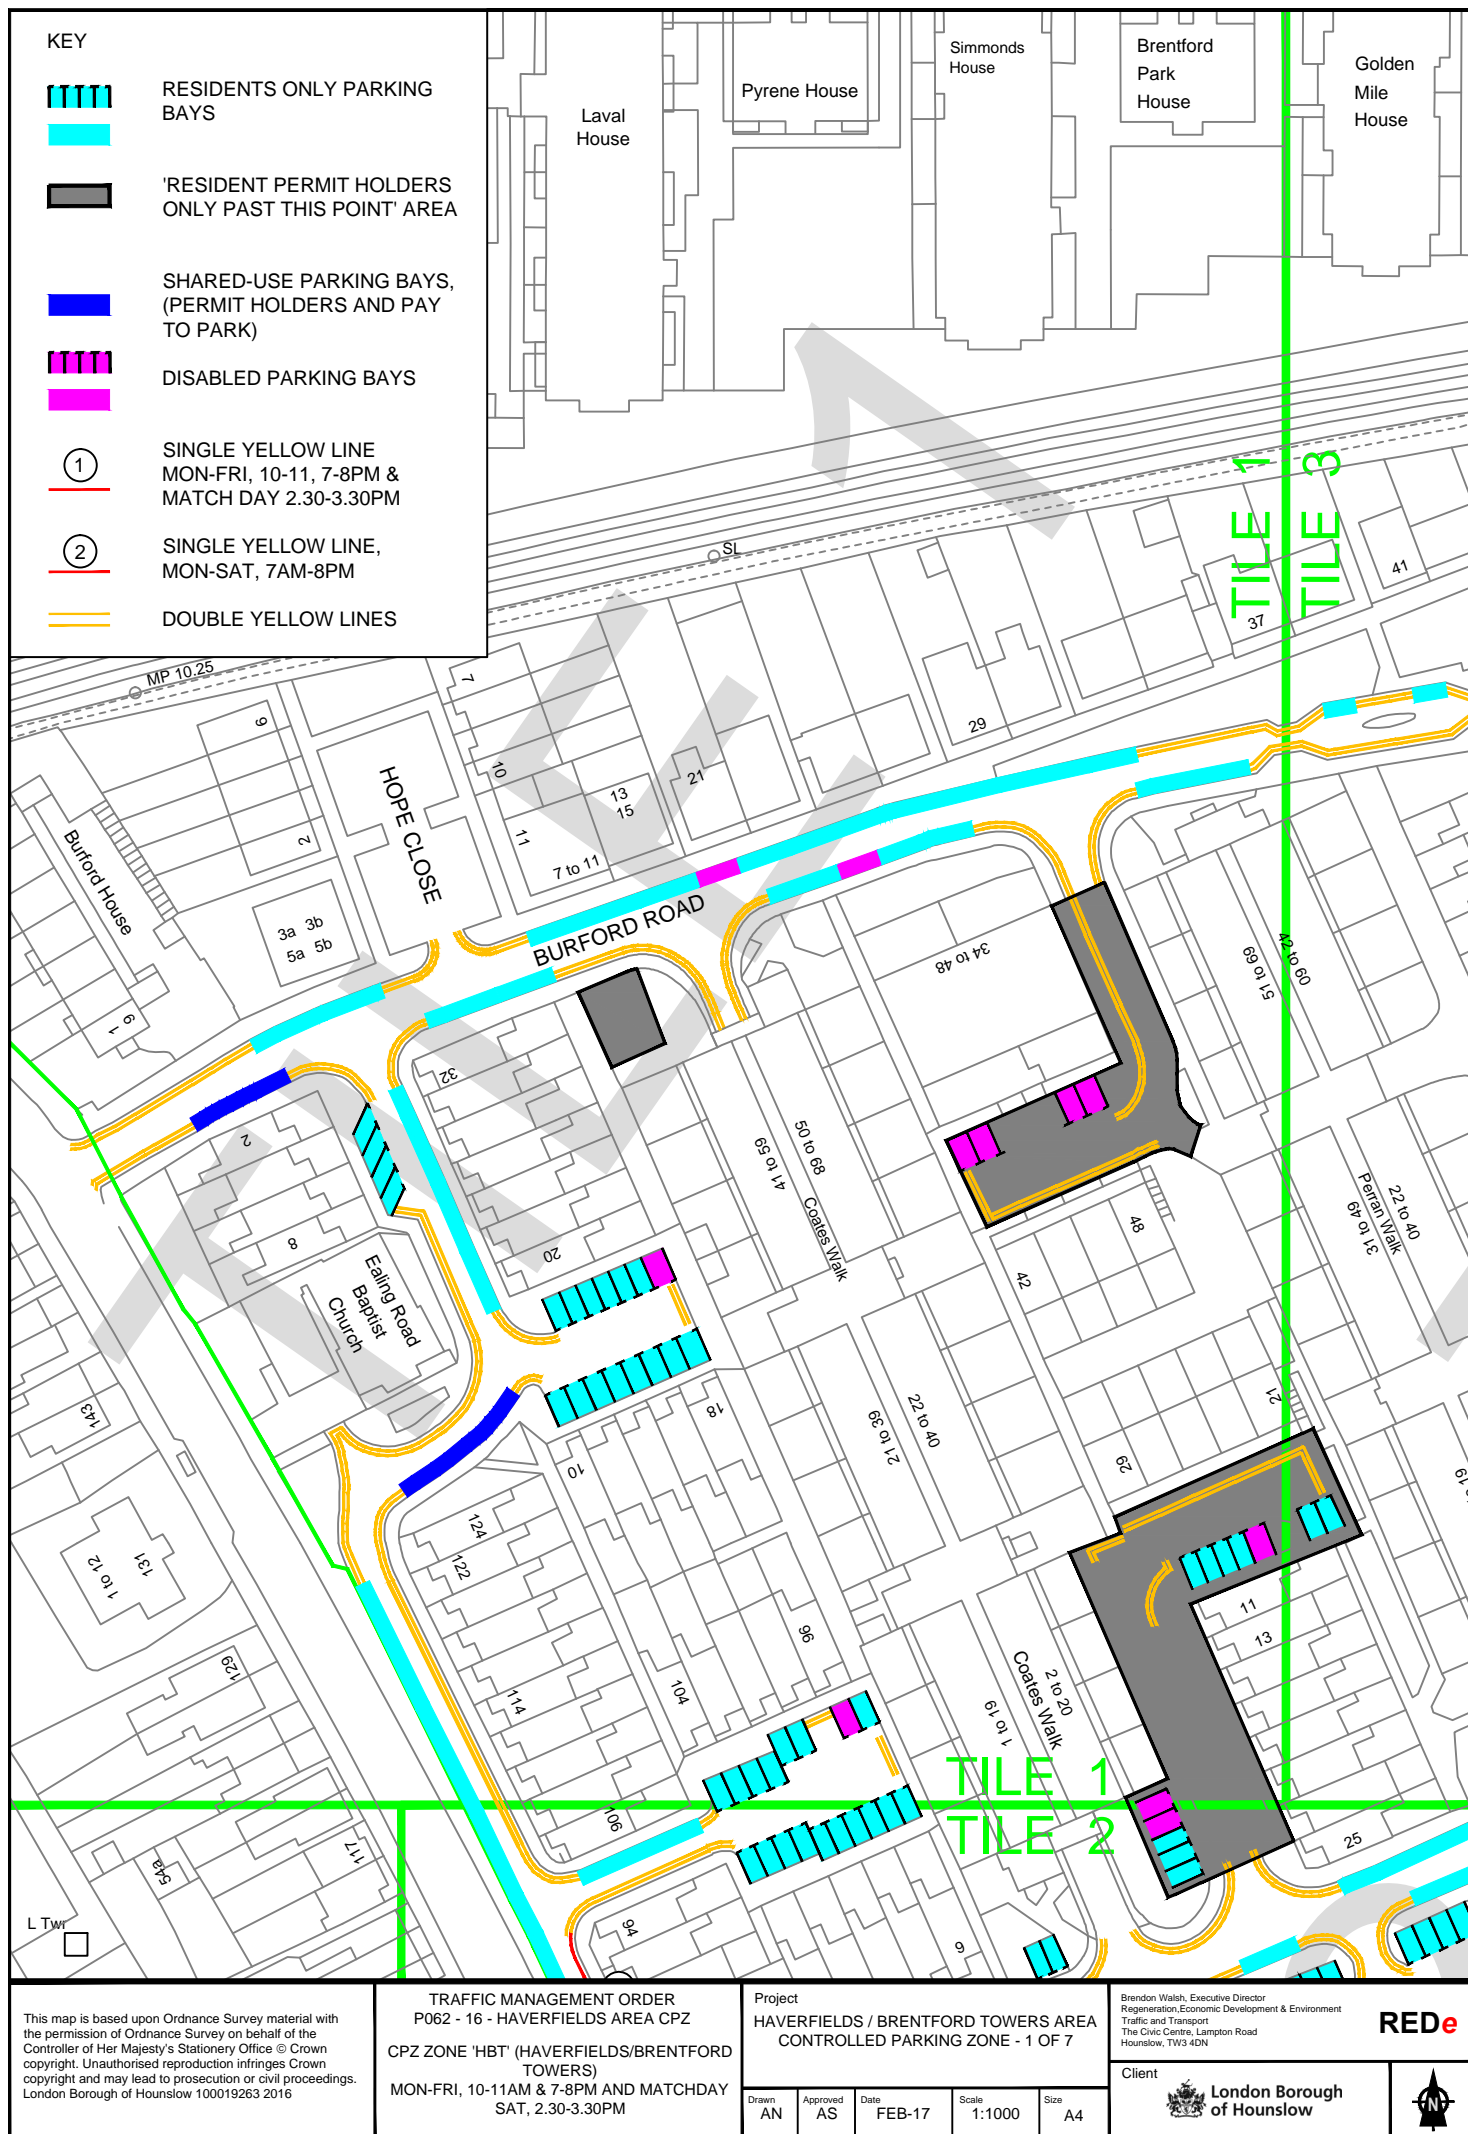 KEY
RESIDENTS ONLY PARKING
BAYS
'RESIDENT PERMIT HOLDERS
ONLY PAST THIS POINT' AREA
SHARED-USE PARKING BAYS,
(PERMIT HOLDERS AND PAY
TO PARK)
DISABLED PARKING BAYS
1
SINGLE YELLOW LINE
MON-FRI, 10-11, 7-8PM &
MATCH DAY 2.30-3.30PM
2
SINGLE YELLOW LINE,
MON-SAT, 7AM-8PM
DOUBLE YELLOW LINES
Laval
House
Pyrene House
Simmonds
House
Brentford
Park
House
Golden
Mile
House
TILE 1
TILE 3
SL
MP 10.25
41
37
29
7
9
10
13
15
21
11
7 to 11
2
HOPE CLOSE
Burford House
3a 3b
5a 5b
9
1
BURFORD ROAD
34 to 48
42 to 60
51 to 69
32
2
50 to 68
41 to 59
Coates Walk
48
42
22 to 40
Perran Walk
31 to 49
8
Ealing Road
Baptist
Church
20
18
22 to 40
21 to 39
21
29
143
10
124
122
131
1 to 12
11
13
96
104
114
129
2 to 20
Coates Walk
1 to 19
TILE 1
TILE 2
106
117
54a
25
94
9
L Twr
This map is based upon Ordnance Survey material with
the permission of Ordnance Survey on behalf of the
Controller of Her Majesty's Stationery Office © Crown
copyright. Unauthorised reproduction infringes Crown
copyright and may lead to prosecution or civil proceedings.
London Borough of Hounslow 100019263 2016
TRAFFIC MANAGEMENT ORDER
P062 - 16 - HAVERFIELDS AREA CPZ
CPZ ZONE 'HBT' (HAVERFIELDS/BRENTFORD
TOWERS)
MON-FRI, 10-11AM & 7-8PM AND MATCHDAY
SAT, 2.30-3.30PM
Project
HAVERFIELDS / BRENTFORD TOWERS AREA
CONTROLLED PARKING ZONE - 1 OF 7
Drawn
AN
Approved
AS
Date
FEB-17
Scale
1:1000
Size
A4
Brendon Walsh, Executive Director
Regeneration,Economic Development & Environment
Traffic and Transport
The Civic Centre, Lampton Road
Hounslow, TW3 4DN
REDe
Client
London Borough
of Hounslow
N